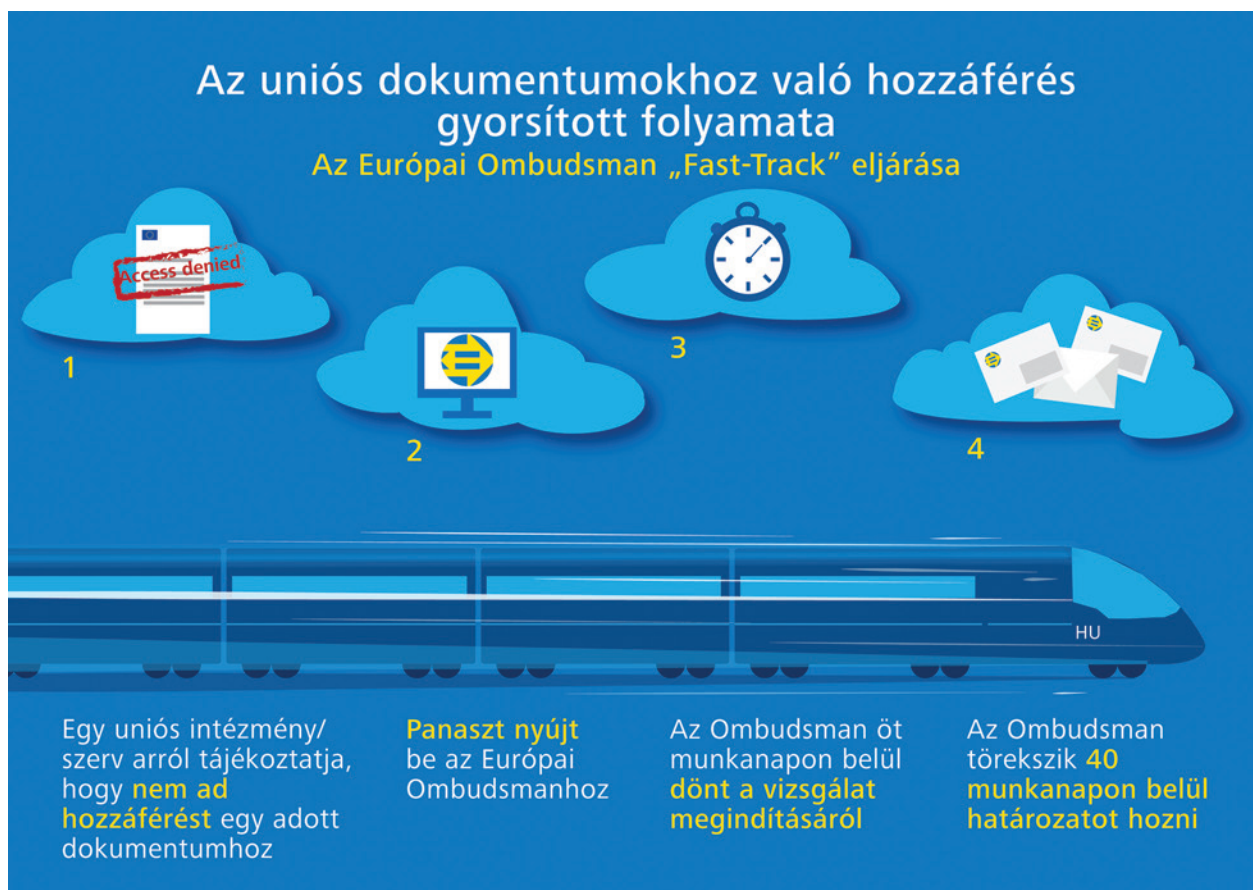 Az uniós dokumentumokhoz való hozzáférés
gyorsított folyamata
Az Európai Ombudsman „Fast-Track” eljárása
Access denied
1
2
3
4
HU
Egy uniós intézmény/
szerv arról tájékoztatja,
hogy nem ad
hozzáférést egy adott
dokumentumhoz
Panaszt nyújt
be az Európai
Ombudsmanhoz
Az Ombudsman öt
munkanapon belül
dönt a vizsgálat
megindításáról
Az Ombudsman
törekszik 40
munkanapon belül
határozatot hozni